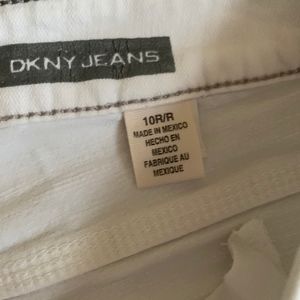 DKNY JEANS
10R/R
MADE IN MEXICO
HECHO EN
MEXICO
FABRIQUE AU
MEXIQUE